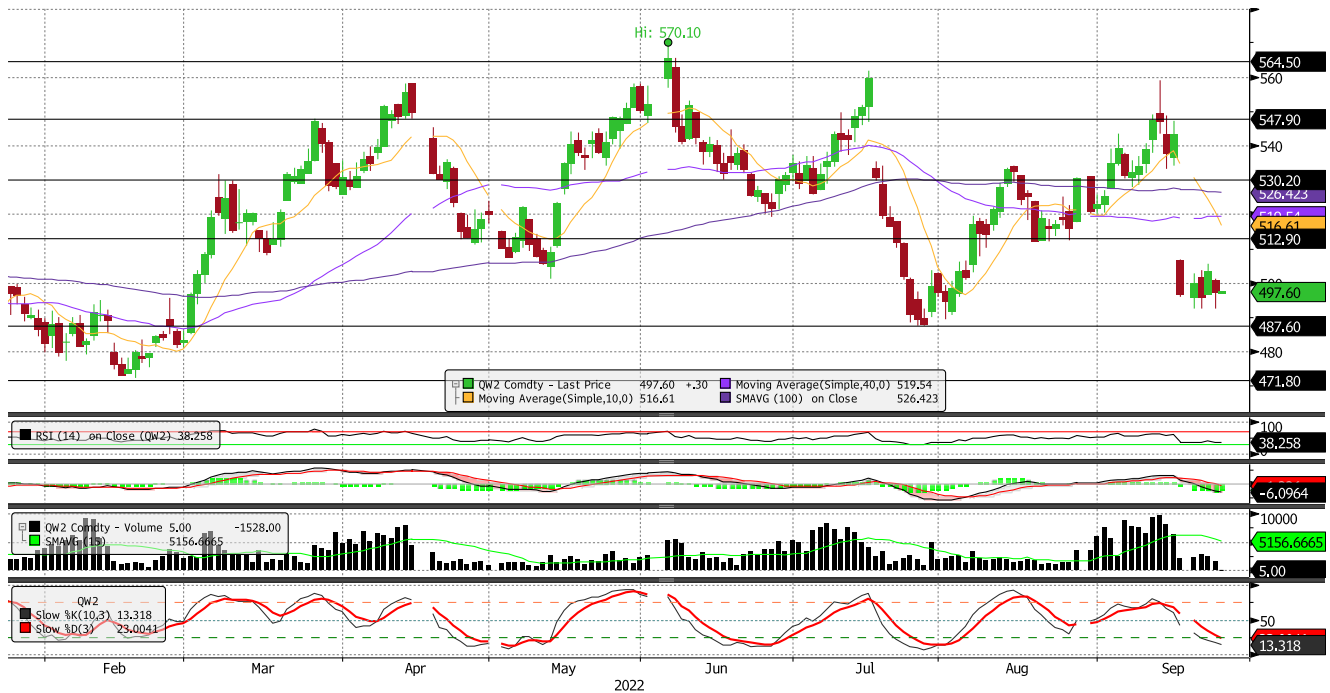 Hi: 570.10
564.50
560
547.90
540
530.20
526.423
519.54
516.61
512.90
497.60
487.60
480
471.80
QW2 Comdty - Last Price 497.60 +.30 Moving Average(Simple,40,0) 519.54
Moving Average(Simple,10,0) 516.61 SMAVG (100) on Close 526.423
RSI (14) on Close (QW2) 38.258
100
38.258
-6.0964
QW2 Comdty - Volume 5.00 -1528.00
SMAVG (15) 5156.6665
10000
5156.6665
5.00
QW2
Slow %K(10,3) 13.318
Slow %D(3) 23.0041
50
13.318
Feb Mar Apr May Jun Jul Aug Sep
2022